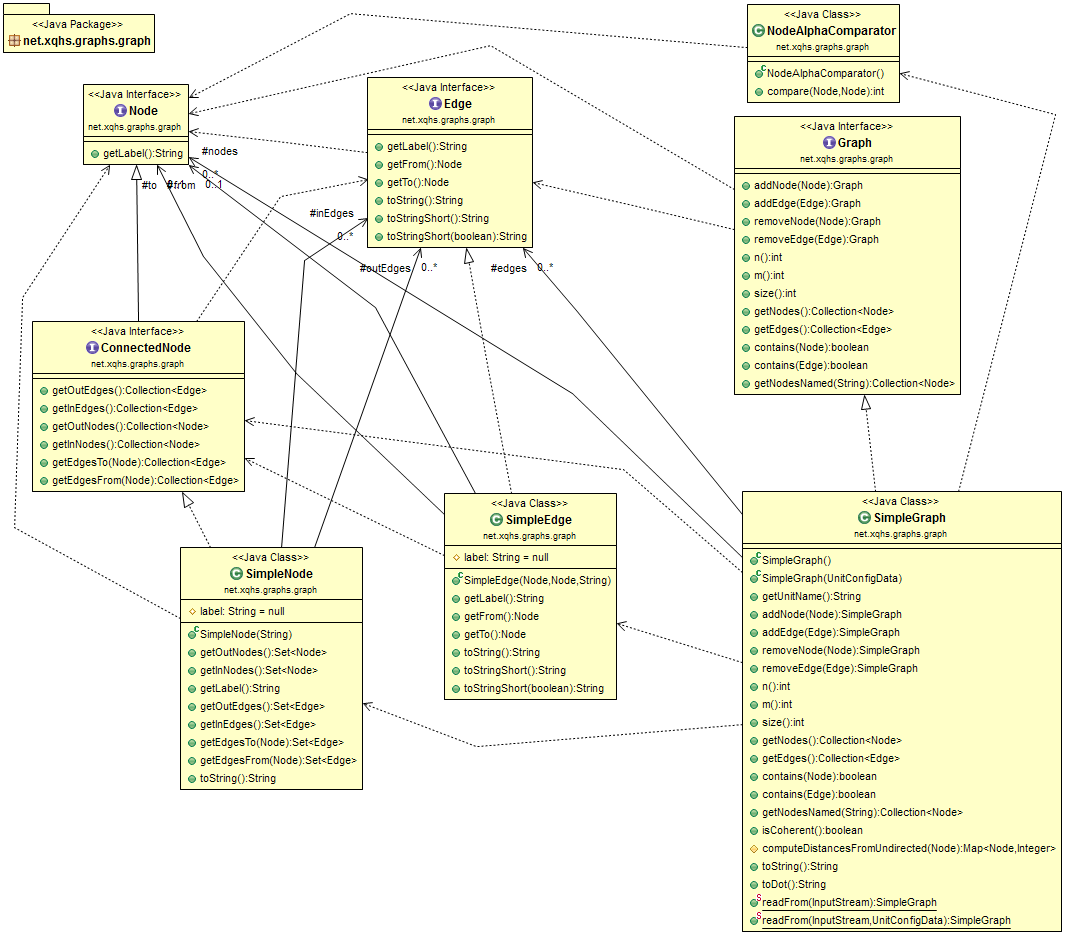 <<Java Package>>
net.xqhs.graphs.graph
<<Java Class>>
NodeAlphaComparator
net.xqhs.graphs.graph
NodeAlphaComparator()
compare(Node,Node):int
<<Java Interface>>
Node
net.xqhs.graphs.graph
getLabel():String
<<Java Interface>>
Edge
net.xqhs.graphs.graph
getLabel():String
getFrom():Node
getTo():Node
toString():String
toStringShort():String
toStringShort(boolean):String
<<Java Interface>>
Graph
net.xqhs.graphs.graph
addNode(Node):Graph
addEdge(Edge):Graph
removeNode(Node):Graph
removeEdge(Edge):Graph
n():int
m():int
size():int
getNodes():Collection<Node>
getEdges():Collection<Edge>
contains(Node):boolean
contains(Edge):boolean
getNodesNamed(String):Collection<Node>
#nodes
0..*
#to
#from
0..1
#inEdges
0..*
#outEdges
0..*
#edges
0..*
<<Java Interface>>
ConnectedNode
net.xqhs.graphs.graph
getOutEdges():Collection<Edge>
getInEdges():Collection<Edge>
getOutNodes():Collection<Node>
getInNodes():Collection<Node>
getEdgesTo(Node):Collection<Edge>
getEdgesFrom(Node):Collection<Edge>
<<Java Class>>
SimpleNode
net.xqhs.graphs.graph
label: String = null
SimpleNode(String)
getOutNodes():Set<Node>
getInNodes():Set<Node>
getLabel():String
getOutEdges():Set<Edge>
getInEdges():Set<Edge>
getEdgesTo(Node):Set<Edge>
getEdgesFrom(Node):Set<Edge>
toString():String
<<Java Class>>
SimpleEdge
net.xqhs.graphs.graph
label: String = null
SimpleEdge(Node,Node,String)
getLabel():String
getFrom():Node
getTo():Node
toString():String
toStringShort():String
toStringShort(boolean):String
<<Java Class>>
SimpleGraph
net.xqhs.graphs.graph
SimpleGraph()
SimpleGraph(UnitConfigData)
getUnitName():String
addNode(Node):SimpleGraph
addEdge(Edge):SimpleGraph
removeNode(Node):SimpleGraph
removeEdge(Edge):SimpleGraph
n():int
m():int
size():int
getNodes():Collection<Node>
getEdges():Collection<Edge>
contains(Node):boolean
contains(Edge):boolean
getNodesNamed(String):Collection<Node>
isCoherent():boolean
computeDistancesFromUndirected(Node):Map<Node,Integer>
toString():String
toDot():String
readFrom(InputStream):SimpleGraph
readFrom(InputStream,UnitConfigData):SimpleGraph